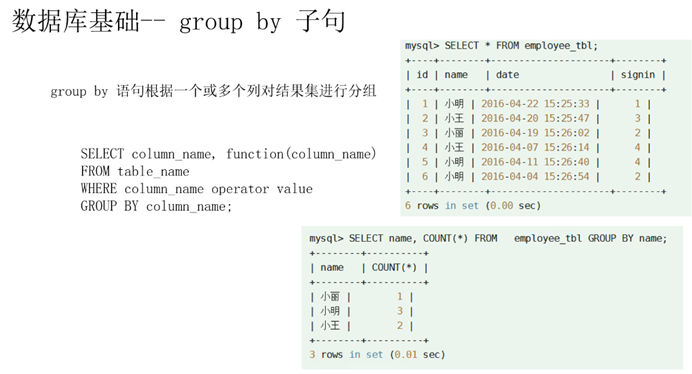 数据库基础-- group by 子句
group by 语句根据一个或多个列对结果集进行分组
SELECT column_name, function(column_name)
FROM table_name
WHERE column_name operator value
GROUP BY column_name;
mysql> SELECT * FROM employee_tbl;
+----+--------+---------------------+--------+
| id | name | date | signin |
+----+--------+---------------------+--------+
| 1 | 小明 | 2016-04-22 15:25:33 | 1 |
| 2 | 小王 | 2016-04-20 15:25:47 | 3 |
| 3 | 小丽 | 2016-04-19 15:26:02 | 2 |
| 4 | 小王 | 2016-04-07 15:26:14 | 4 |
| 5 | 小明 | 2016-04-11 15:26:40 | 4 |
| 6 | 小明 | 2016-04-04 15:26:54 | 2 |
+----+--------+---------------------+--------+
6 rows in set (0.00 sec)
mysql> SELECT name, COUNT(*) FROM employee_tbl GROUP BY name;
+--------+----------+
| name | COUNT(*) |
+--------+----------+
| 小丽 | 1 |
| 小明 | 3 |
| 小王 | 2 |
+--------+----------+
3 rows in set (0.01 sec)